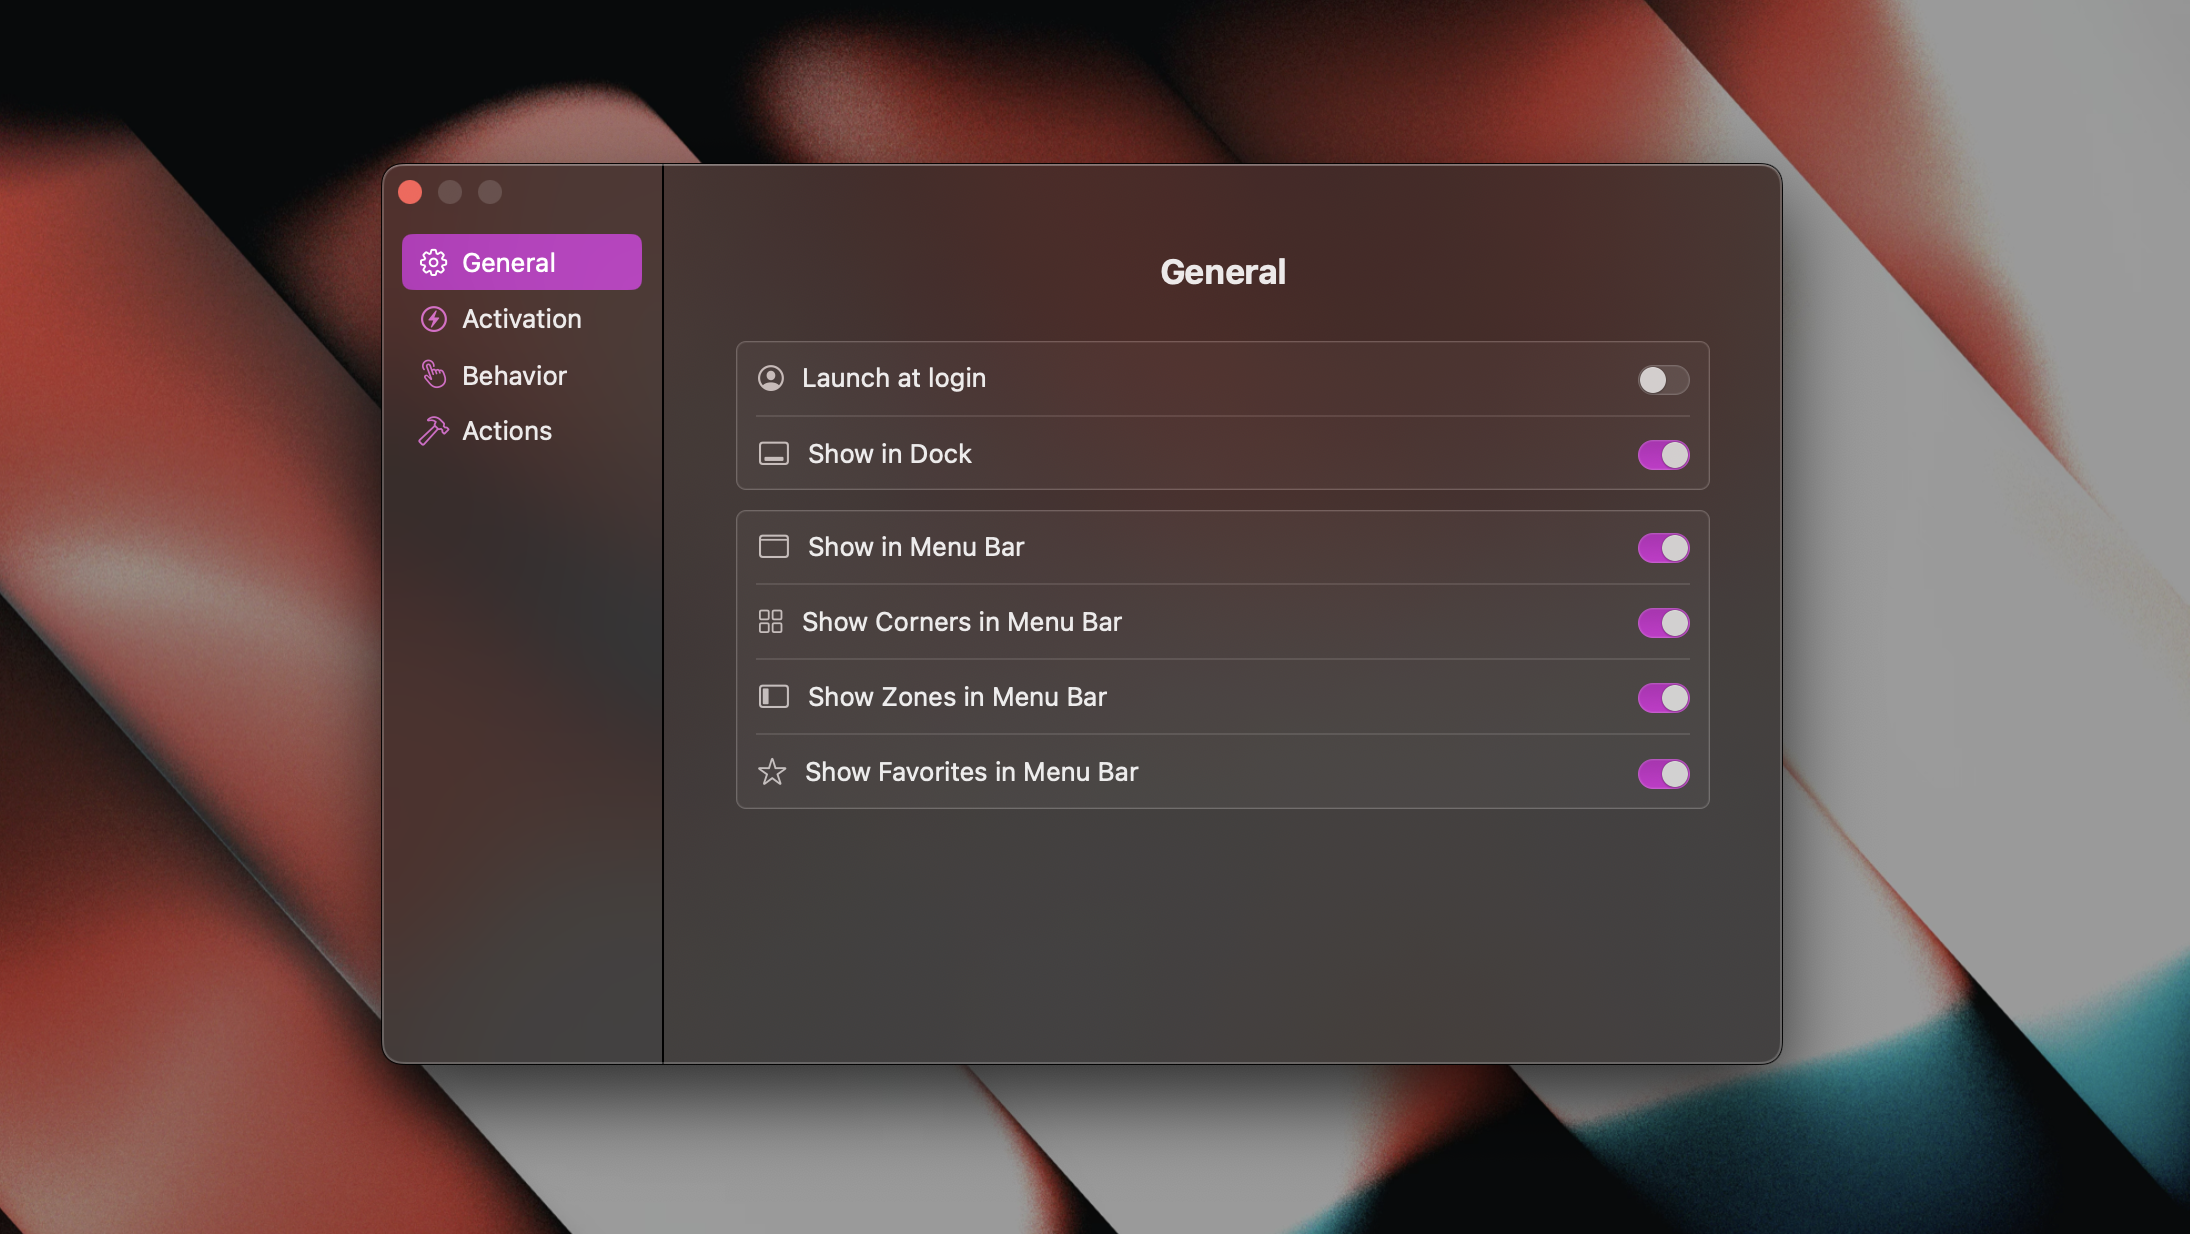 General
Activation
Behavior
Actions
General
Launch at login
Show in Dock
Show in Menu Bar
Show Corners in Menu Bar
Show Zones in Menu Bar
Show Favorites in Menu Bar